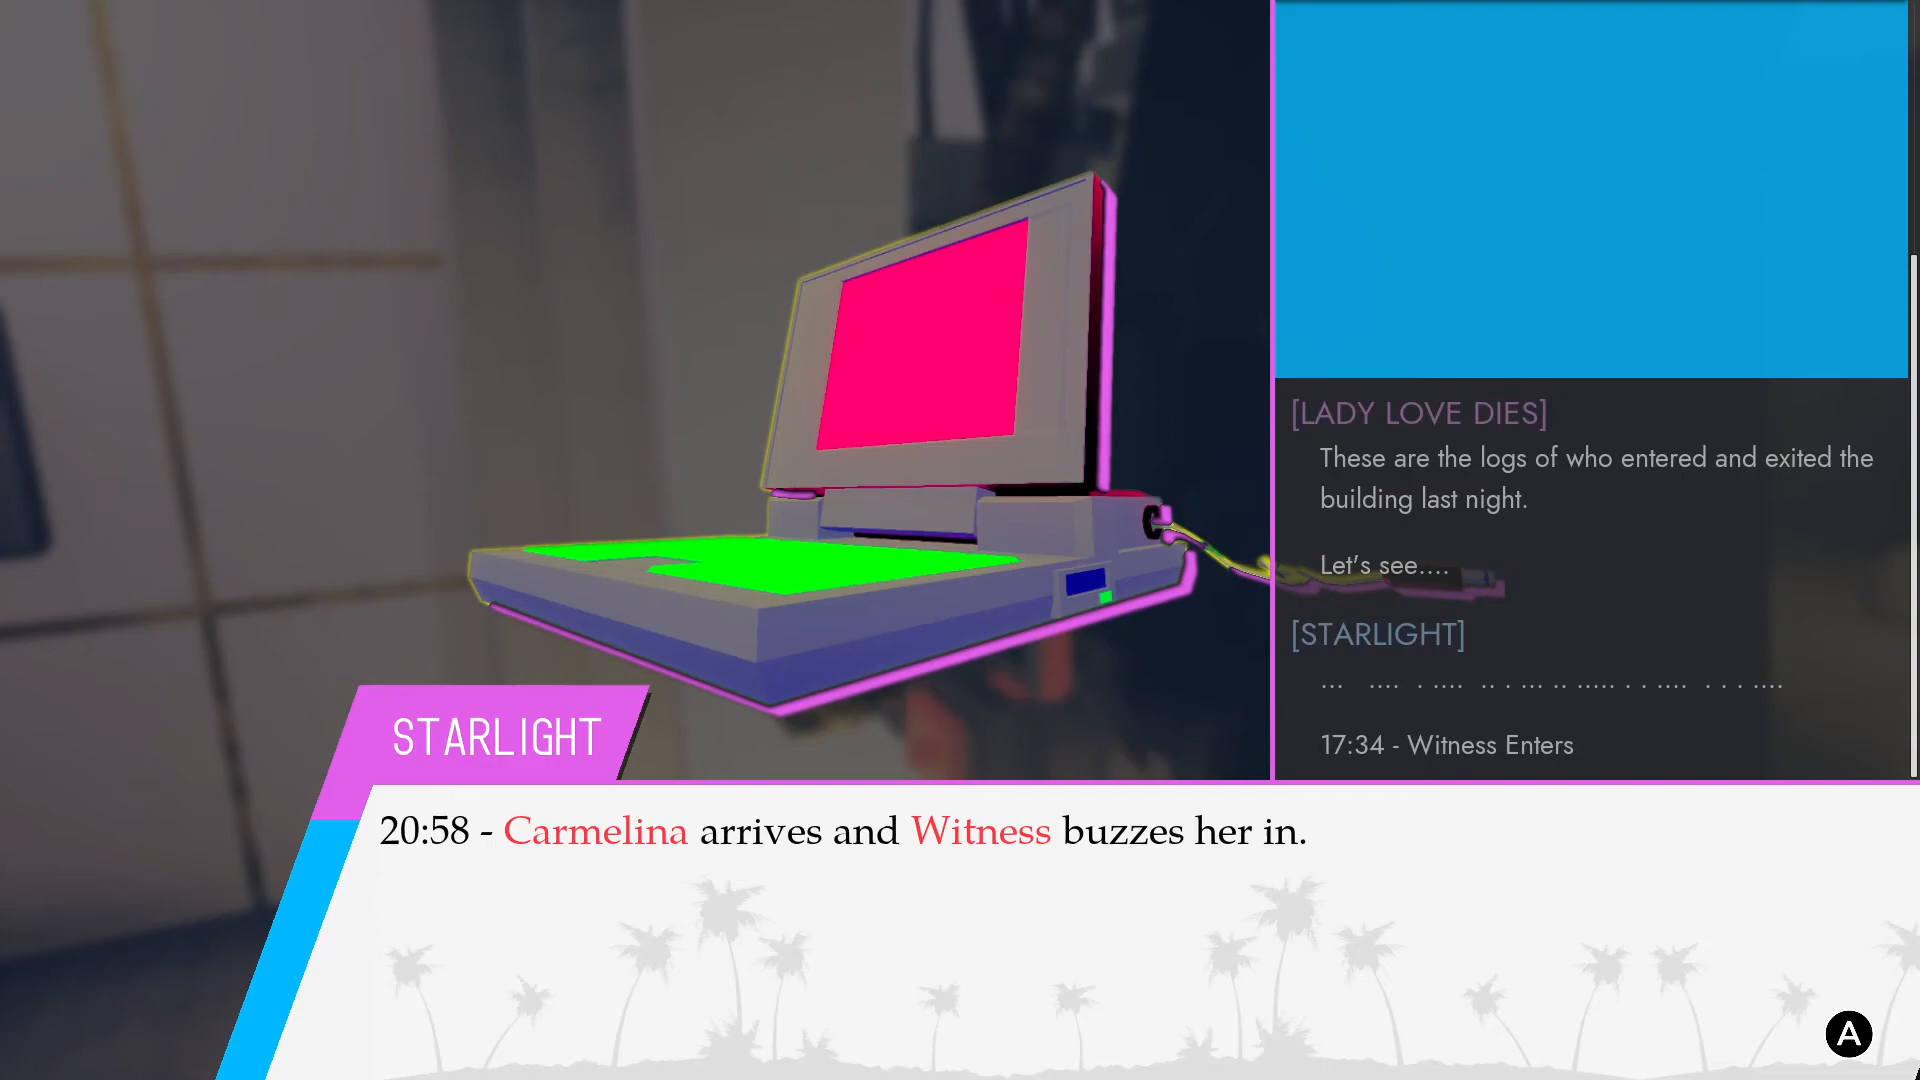 [LADY LOVE DIES]
These are the logs of who entered and exited the
building last night.
Let's see....
[STARLIGHT]
... .... . .... .. . ... .. ..... . . .... . . . ....
17:34 - Witness Enters
STARLIGHT
20:58 - Carmelina arrives and Witness buzzes her in.
A